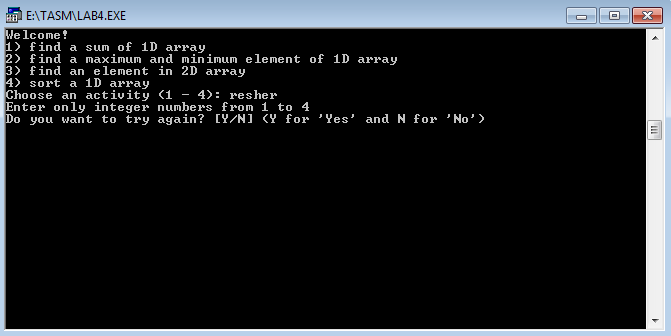 E:\TASM\LAB4.EXE
Welcome!
1) find a sum of 1D array
2) find a maximum and minimum element of 1D array
3) find an element in 2D array
4) sort a 1D array
Choose an activity (1 - 4): resher
Enter only integer numbers from 1 to 4
Do you want to try again? [Y/N] (Y for 'Yes' and N for 'No')